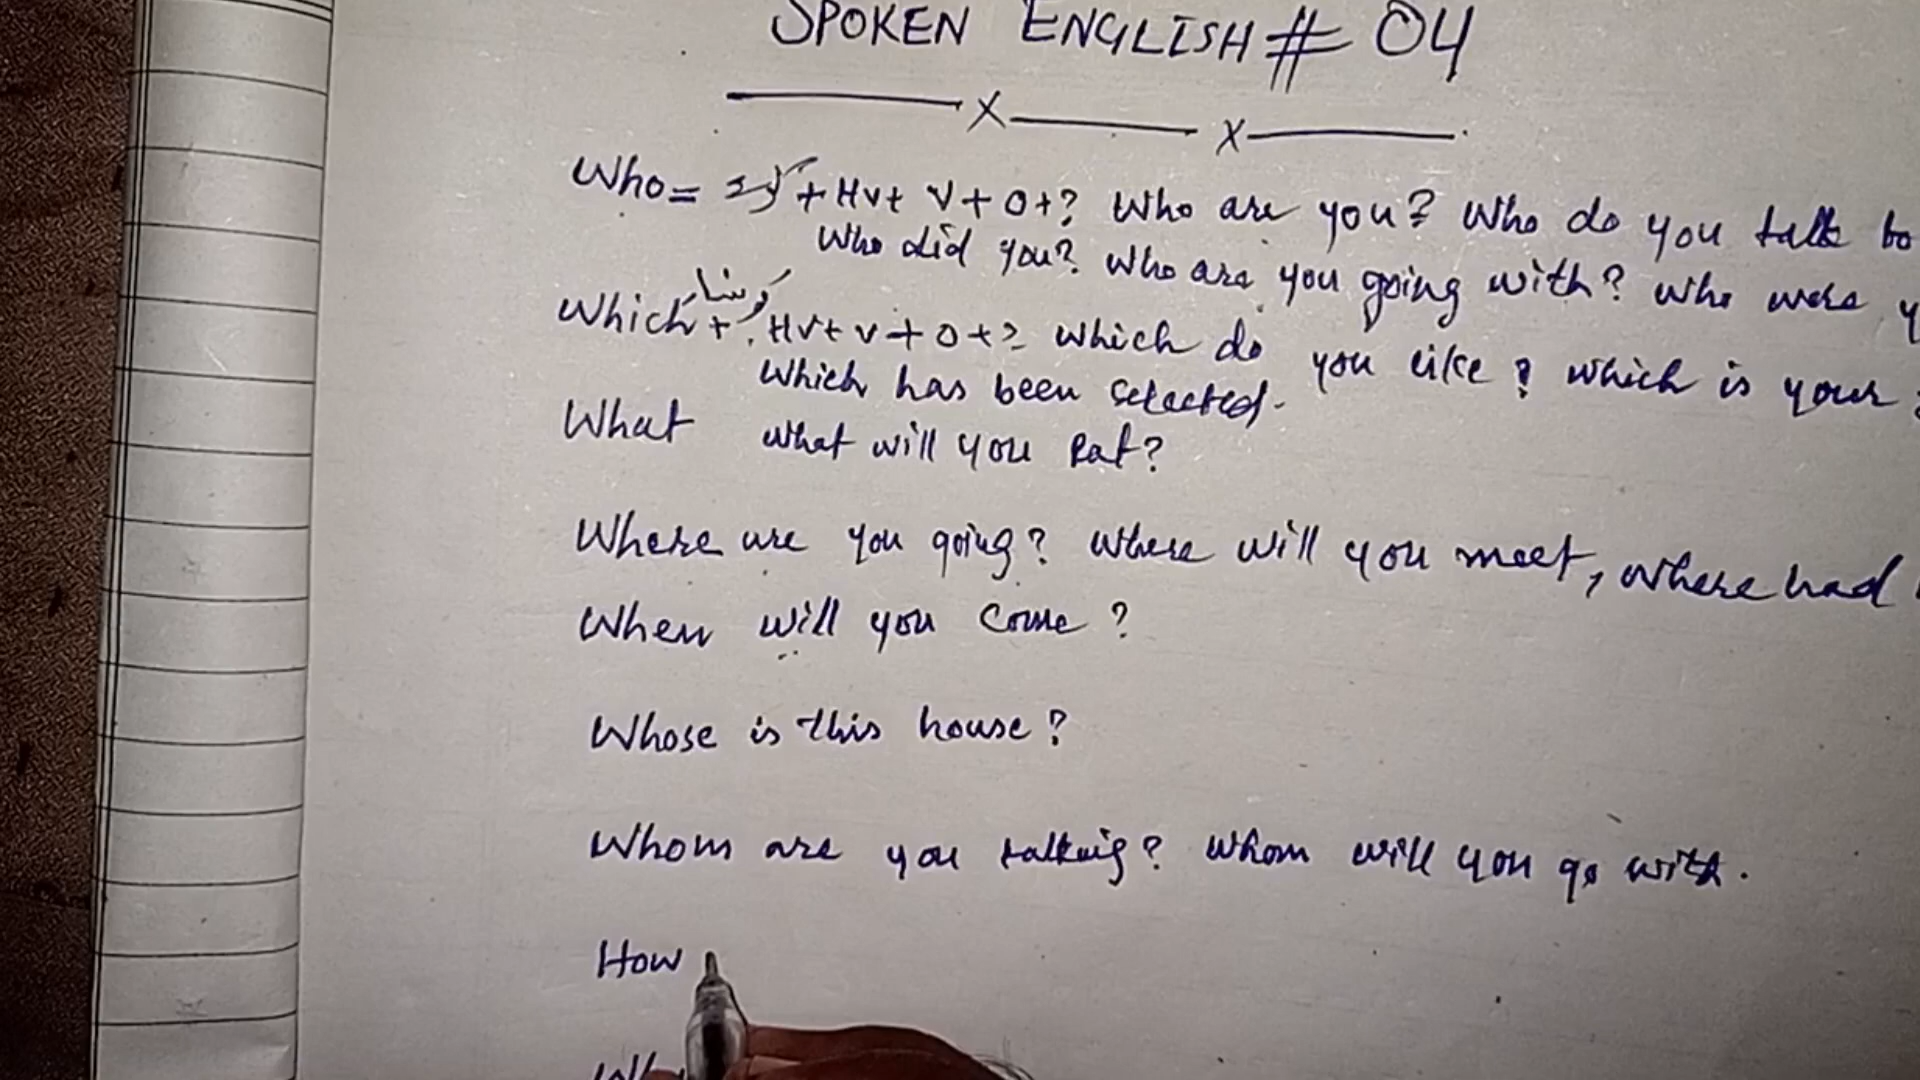 SPOKEN ENGLISH # 04
x x
Who = کون + Hv+ V + O +? Who are you? Who do you talk to
Who did you? Who are you going with? Who were y
کونسا
Which + Hv+ v + O +? Which do you like? Which is your
Which has been selected.
What What will you eat?
Where are you going? Where will you meet, Where had
When will you come?
Whose is this house?
Whom are you talking? Whom will you go with.
How
Wh